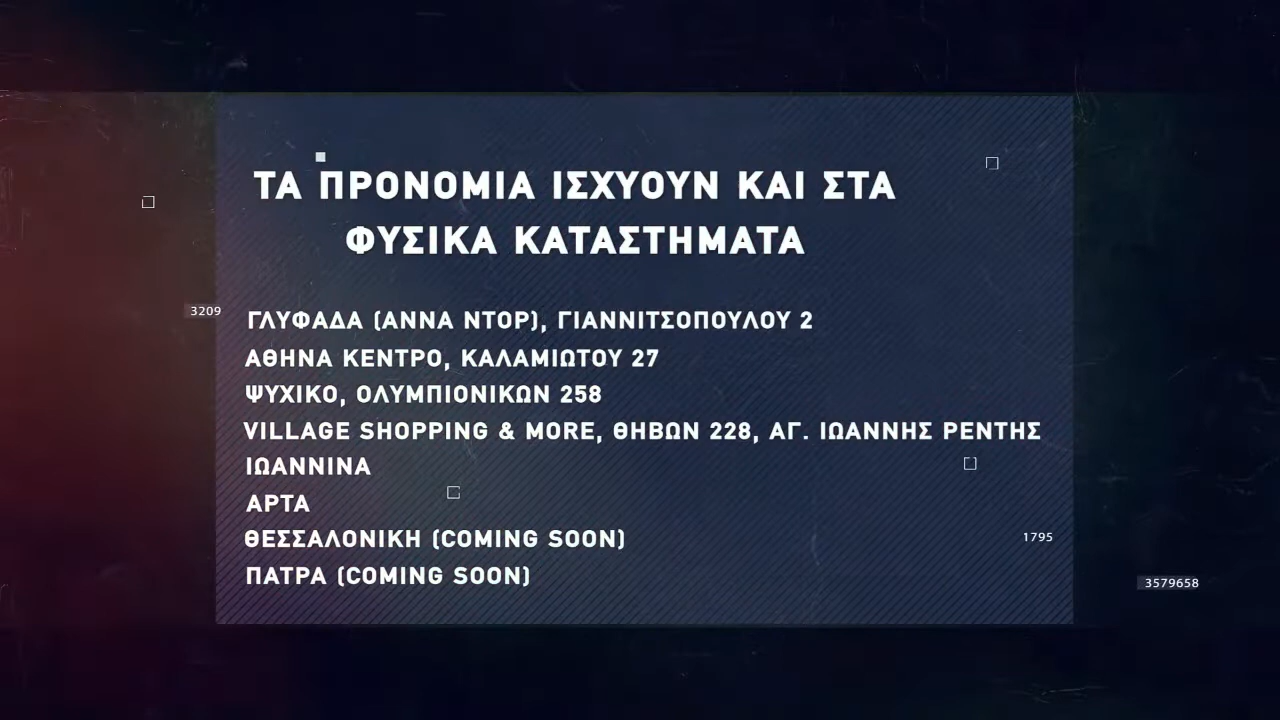 ΤΑ ΠΡΟΝΟΜΙΑ ΙΣΧΥΟΥΝ ΚΑΙ ΣΤΑ
ΦΥΣΙΚΑ ΚΑΤΑΣΤΗΜΑΤΑ
3209
ΓΛΥΦΑΔΑ (ΑΝΝΑ ΝΤΟΡ), ΓΙΑΝΝΙΤΣΟΠΟΥΛΟΥ 2
ΑΘΗΝΑ ΚΕΝΤΡΟ, ΚΑΛΑΜΙΩΤΟΥ 27
ΨΥΧΙΚΟ, ΟΛΥΜΠΙΟΝΙΚΩΝ 258
VILLAGE SHOPPING & MORE, ΘΗΒΩΝ 228, ΑΓ. ΙΩΑΝΝΗΣ ΡΕΝΤΗΣ
ΙΩΑΝΝΙΝΑ
ΑΡΤΑ
ΘΕΣΣΑΛΟΝΙΚΗ (COMING SOON)
1795
ΠΑΤΡΑ (COMING SOON)
3579658